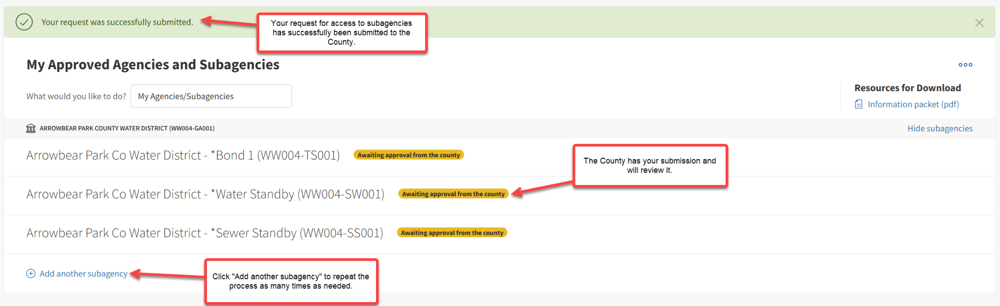 Your request was successfully submitted.
Your request for access to subagencies
has successfully been submitted to the
County.
My Approved Agencies and Subagencies
What would you like to do?
My Agencies/Subagencies
Resources for Download
Information packet (pdf)
ARROWBEAR PARK COUNTY WATER DISTRICT (WW004-GA001)
Hide subagencies
Arrowbear Park Co Water District - *Bond 1 (WW004-TS001)
Awaiting approval from the county
The County has your submission and
will review it.
Arrowbear Park Co Water District - *Water Standby (WW004-SW001)
Awaiting approval from the county
Arrowbear Park Co Water District - *Sewer Standby (WW004-SS001)
Awaiting approval from the county
Add another subagency
Click "Add another subagency" to repeat the
process as many times as needed.